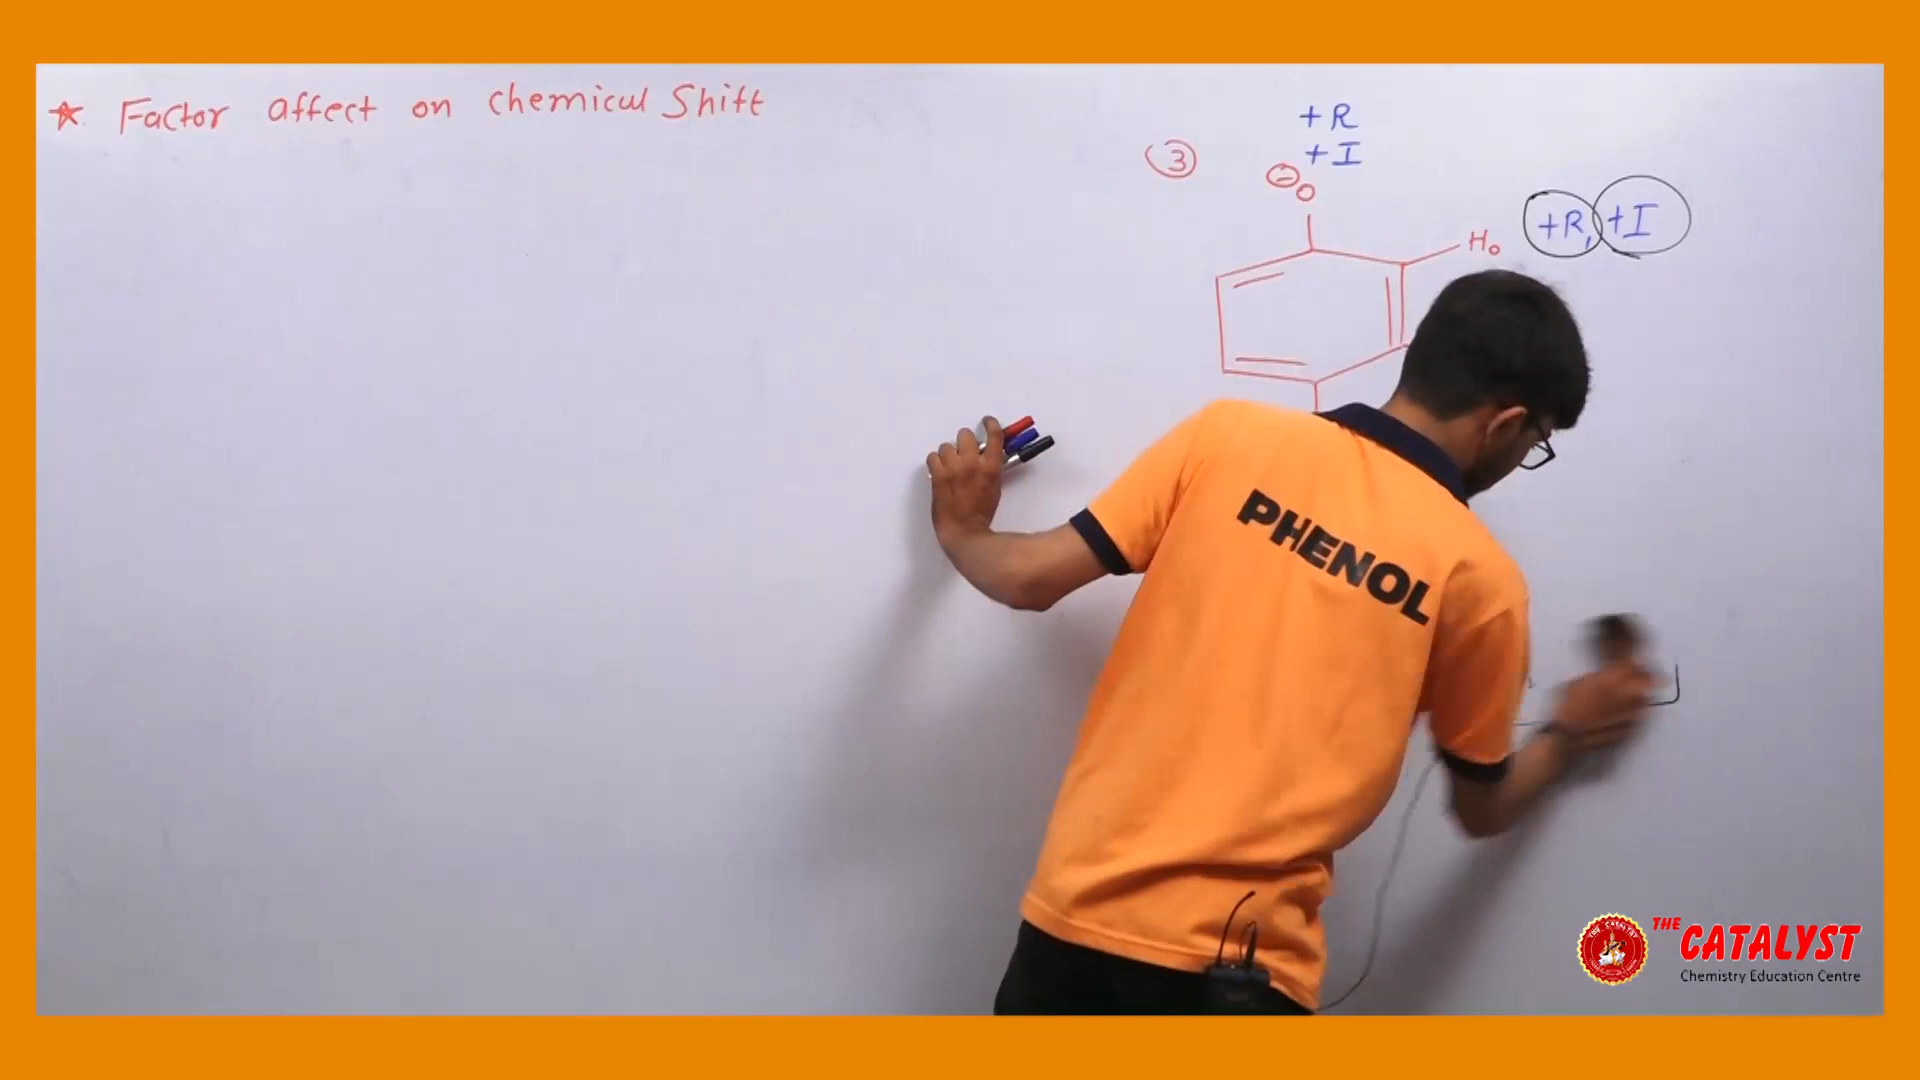 ★ Factor affect on chemical Shift
3
+R
+I
⊖O
Ho
+R, +I
PHENOL
THE
CATALYST
Chemistry Education Centre